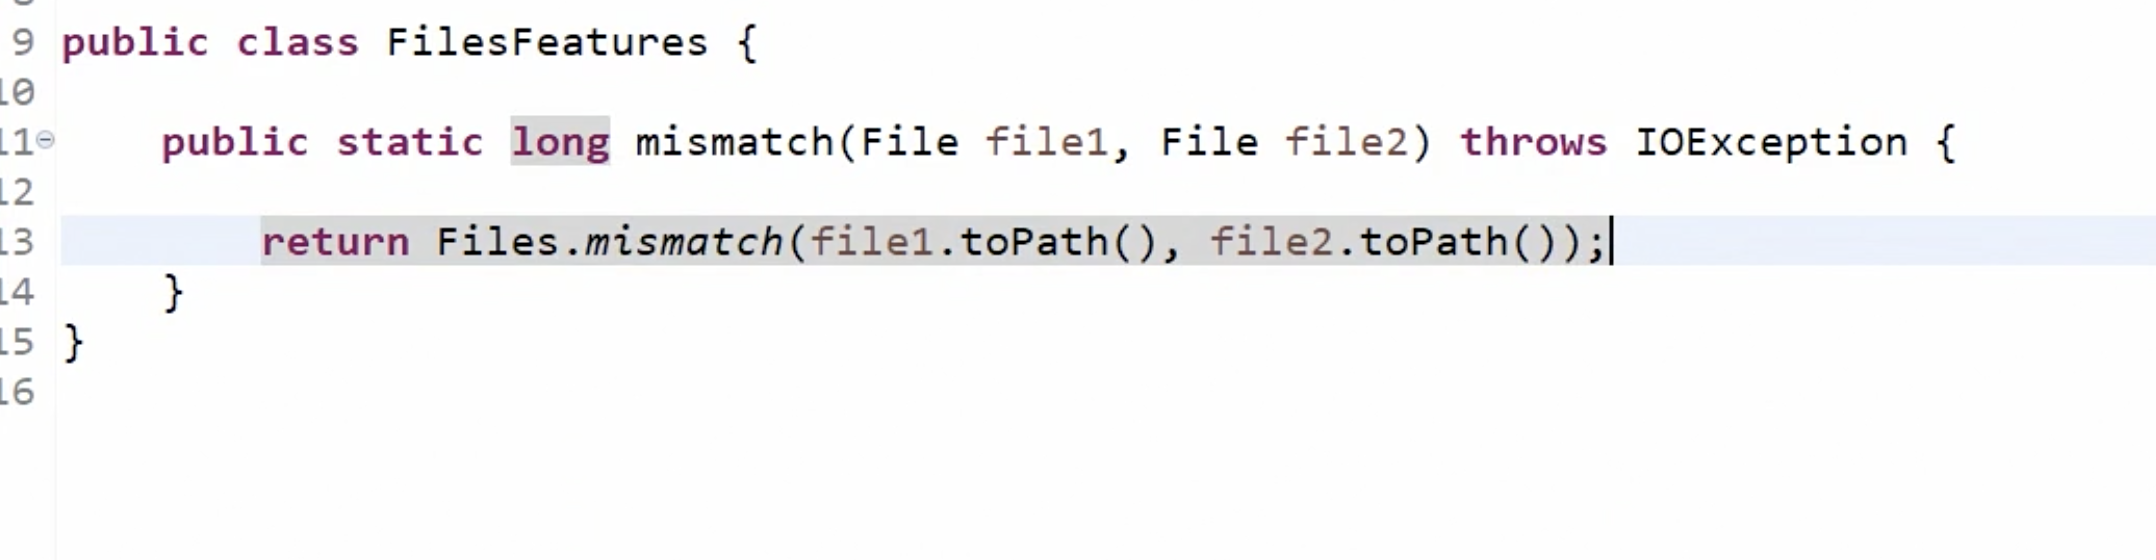 9 public class FilesFeatures {
10
11 public static long mismatch(File file1, File file2) throws IOException {
12
13 return Files.mismatch(file1.toPath(), file2.toPath());
14 }
15 }
16